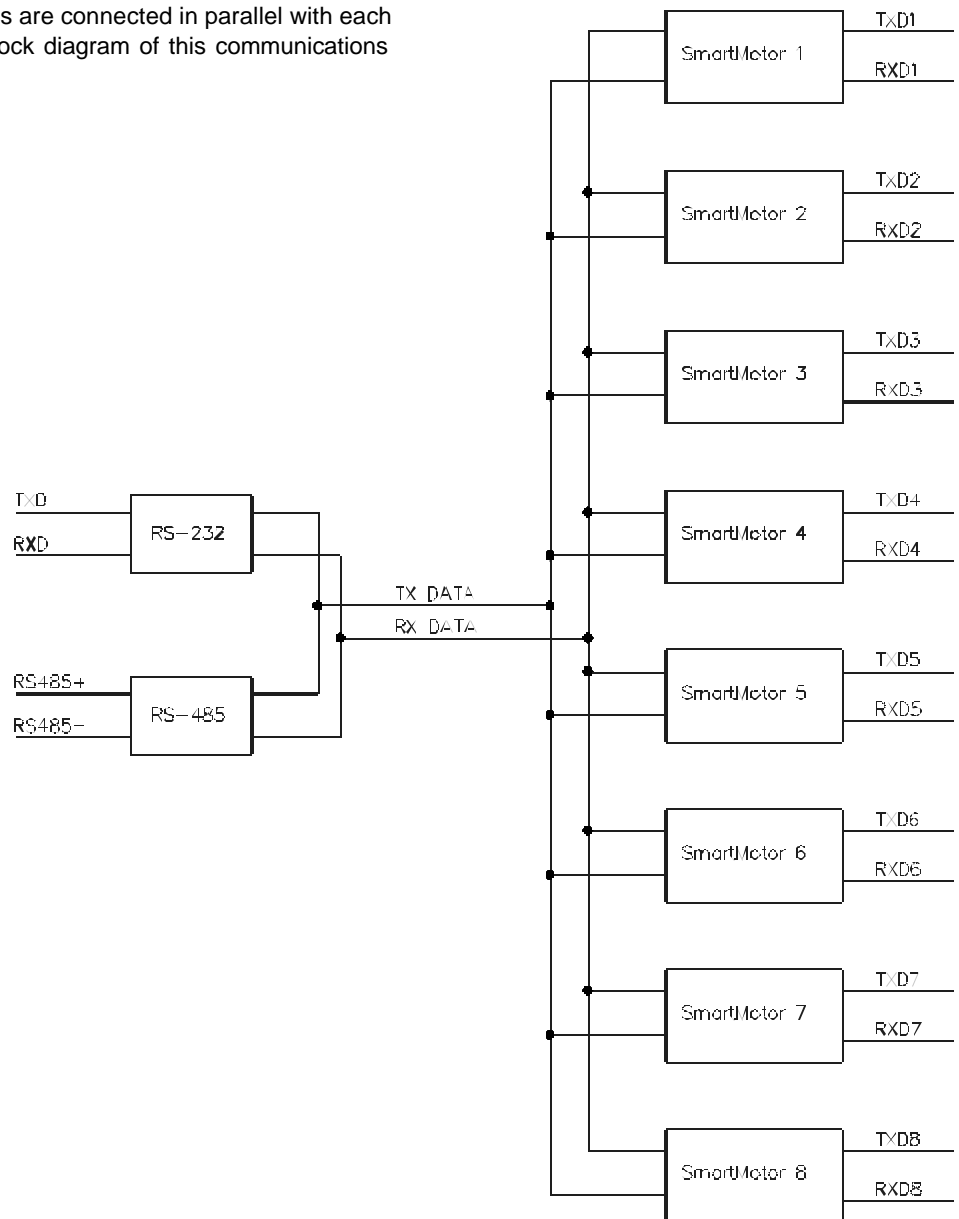 s are connected in parallel with each
ock diagram of this communications
TXD1
SmartMotor 1
RXD1
TXD2
SmartMotor 2
RXD2
TXD3
SmartMotor 3
RXD3
TXD4
SmartMotor 4
RXD4
TXD
RS-232
RXD
TX DATA
RX DATA
RS485+
RS-485
RS485-
TXD5
SmartMotor 5
RXD5
TXD6
SmartMotor 6
RXD6
TXD7
SmartMotor 7
RXD7
TXD8
SmartMotor 8
RXD8